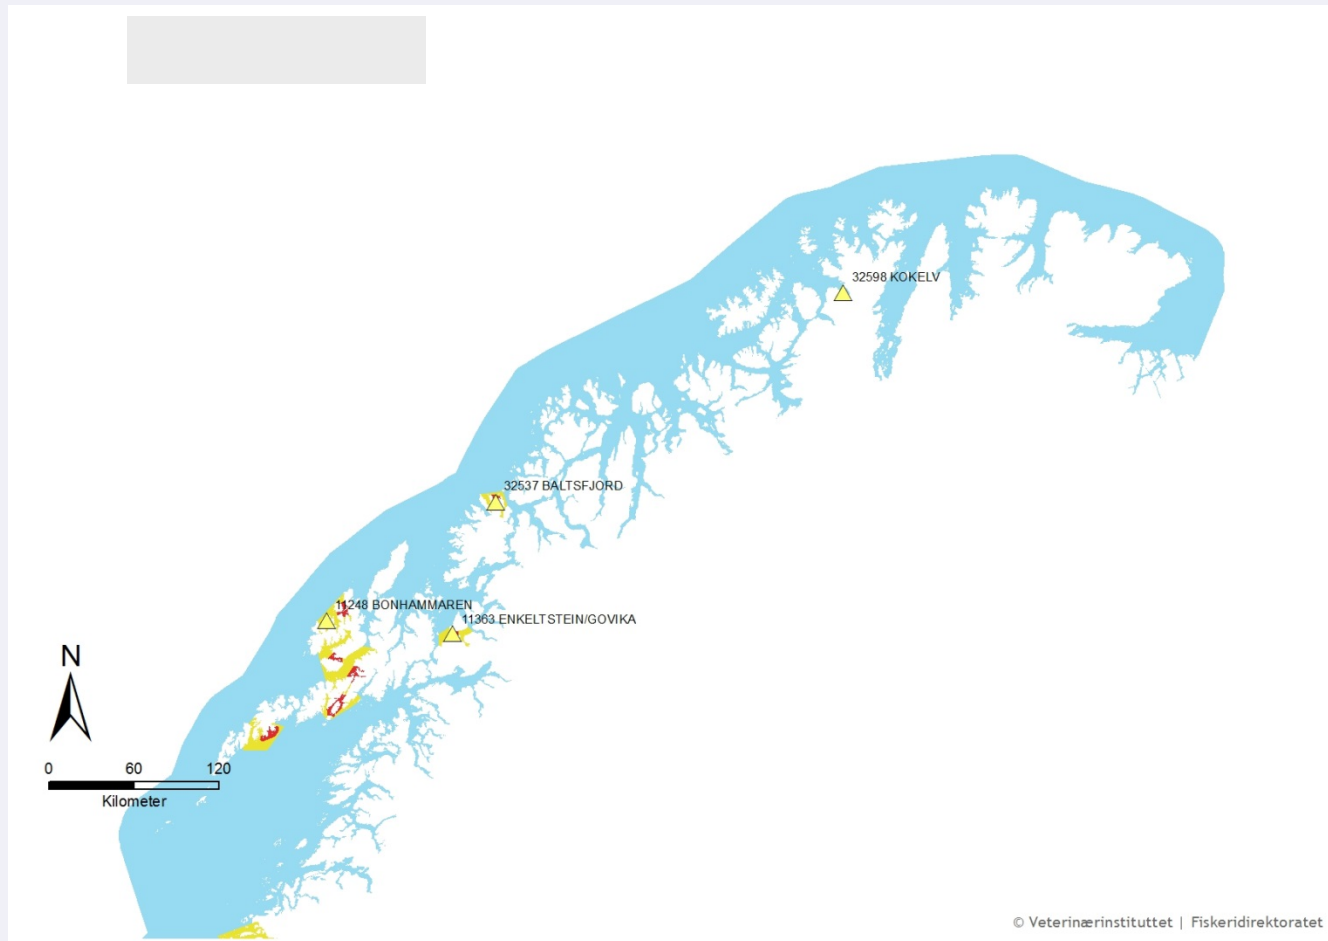 32598 KOKELV
32537 BALTSFJORD
11248 BONHAMMAREN
11363 ENKELTSTEIN/GOVIKA
N
0 60 120
Kilometer
© Veterinærinstituttet | Fiskeridirektoratet